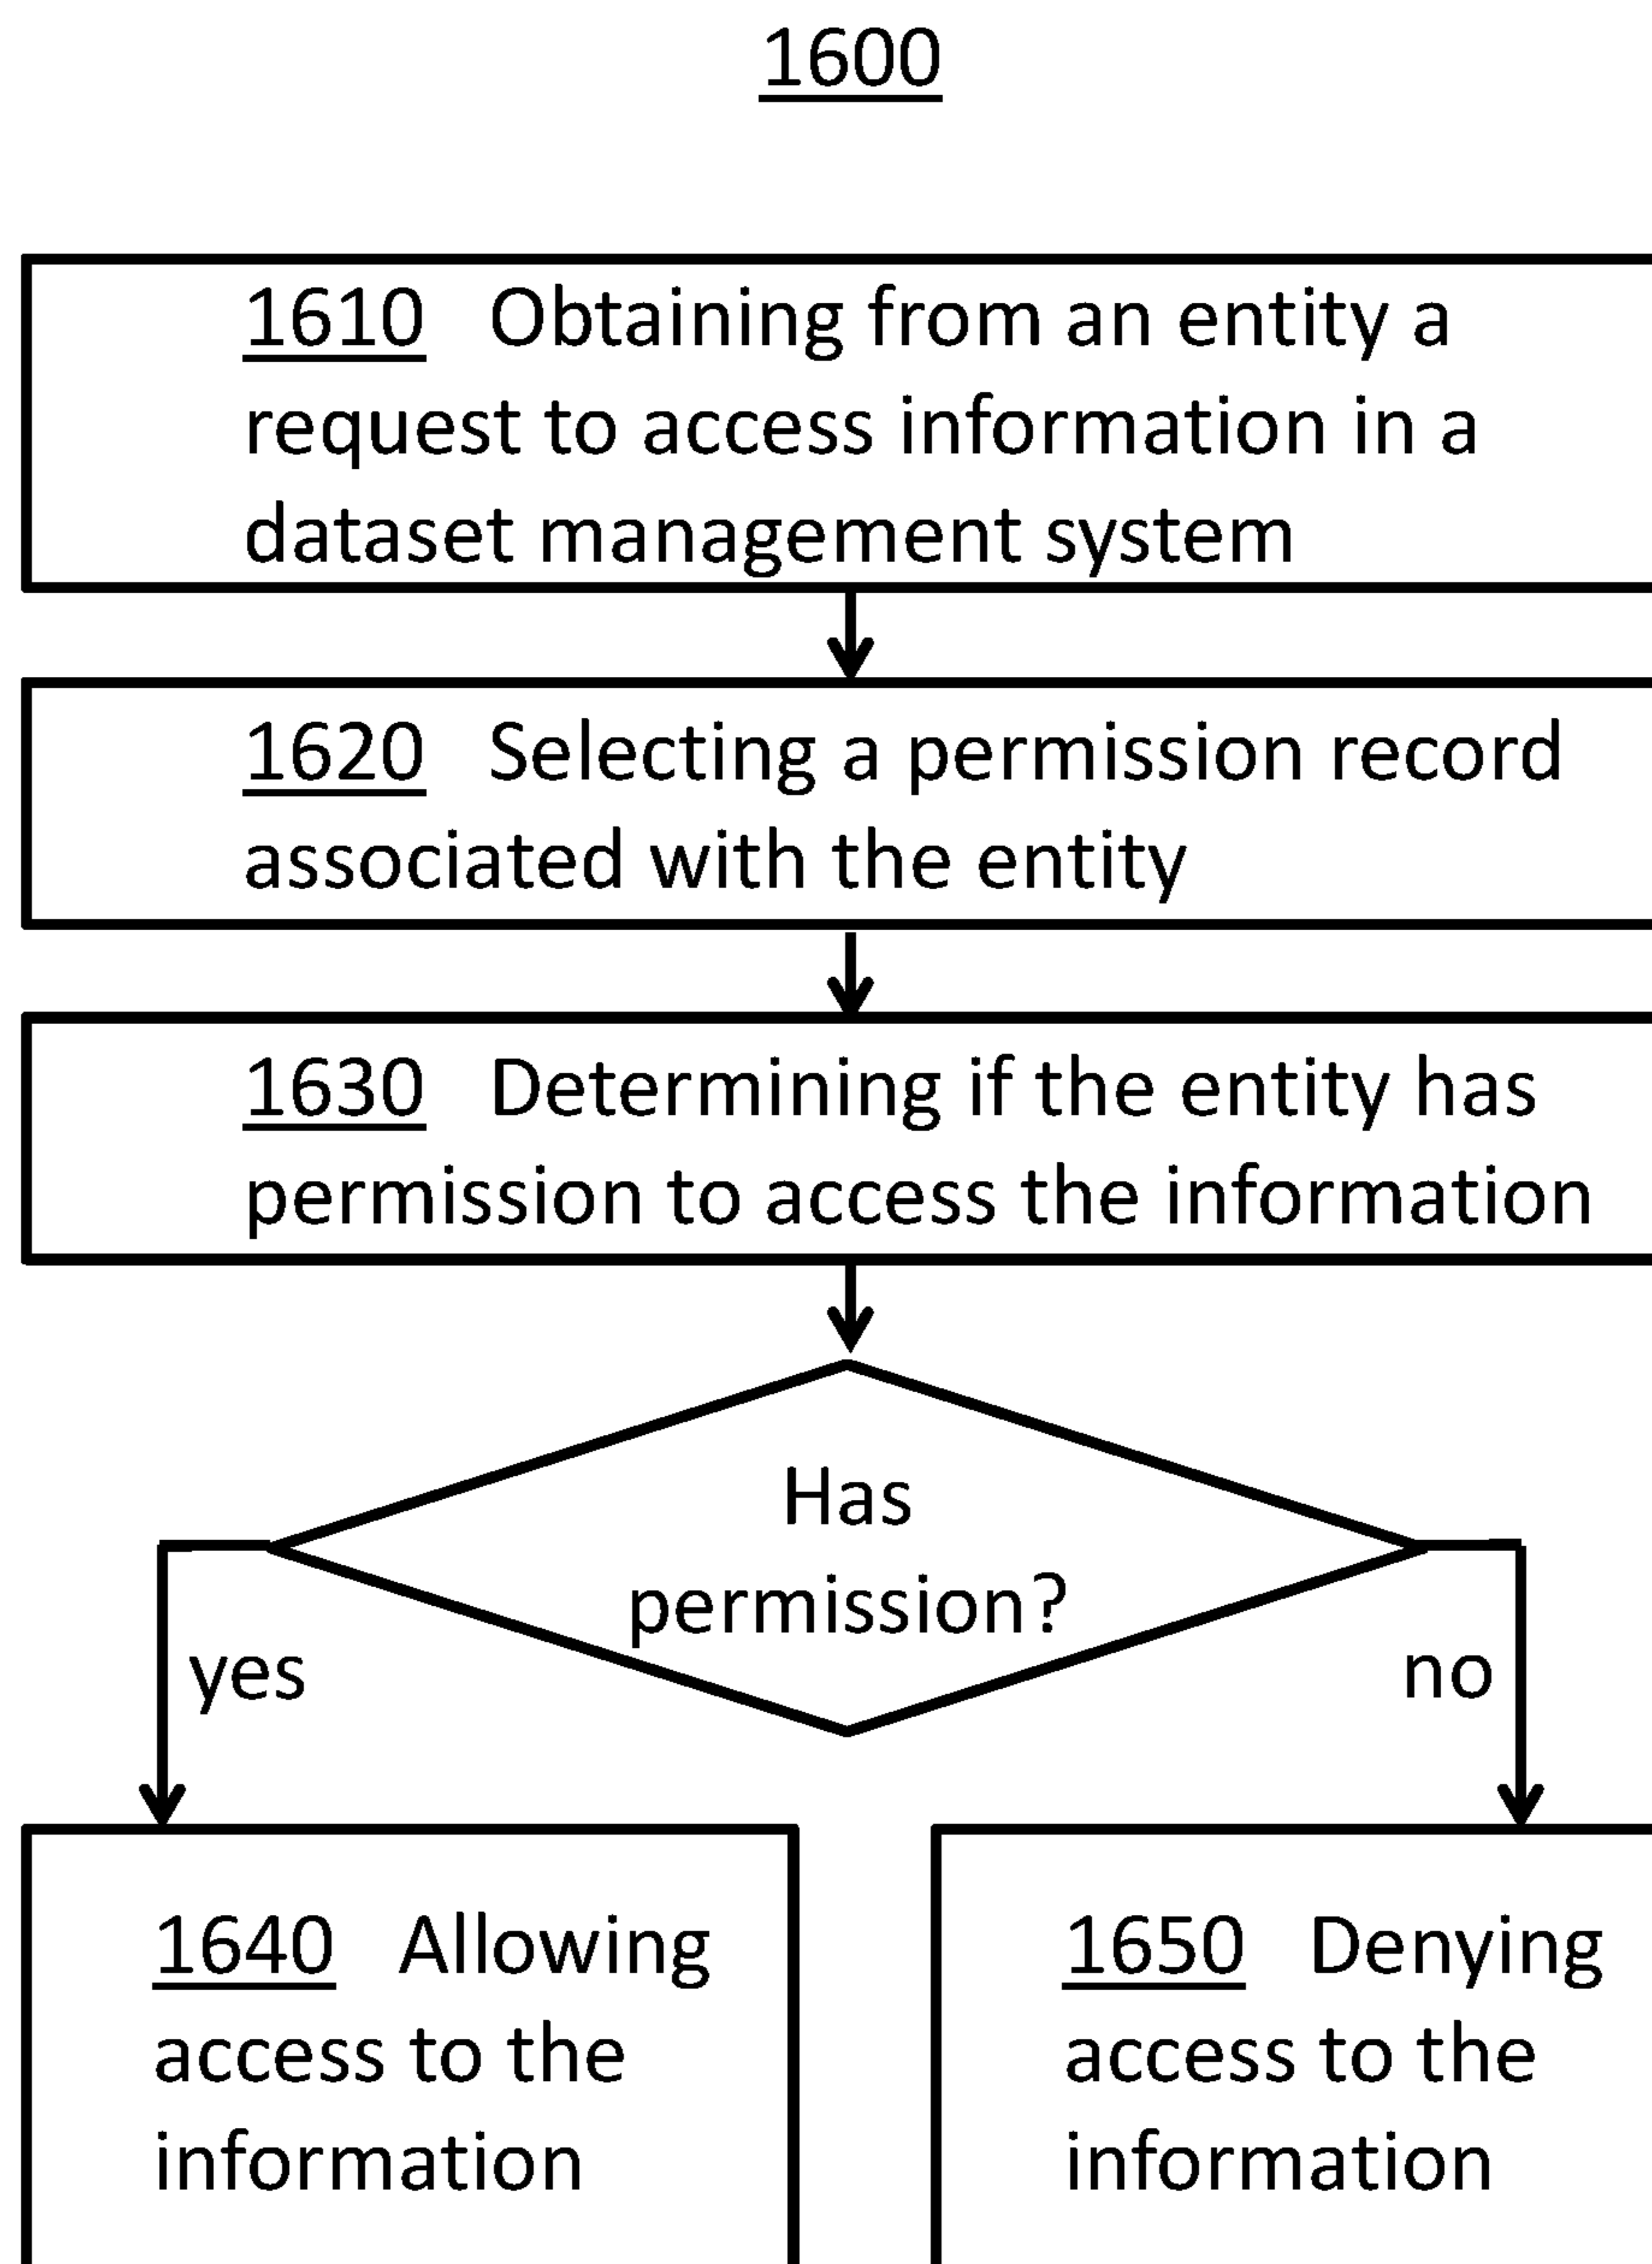 1600
1610 Obtaining from an entity a
request to access information in a
dataset management system
1620 Selecting a permission record
associated with the entity
1630 Determining if the entity has
permission to access the information
Has
permission?
yes
no
1640 Allowing
access to the
information
1650 Denying
access to the
information